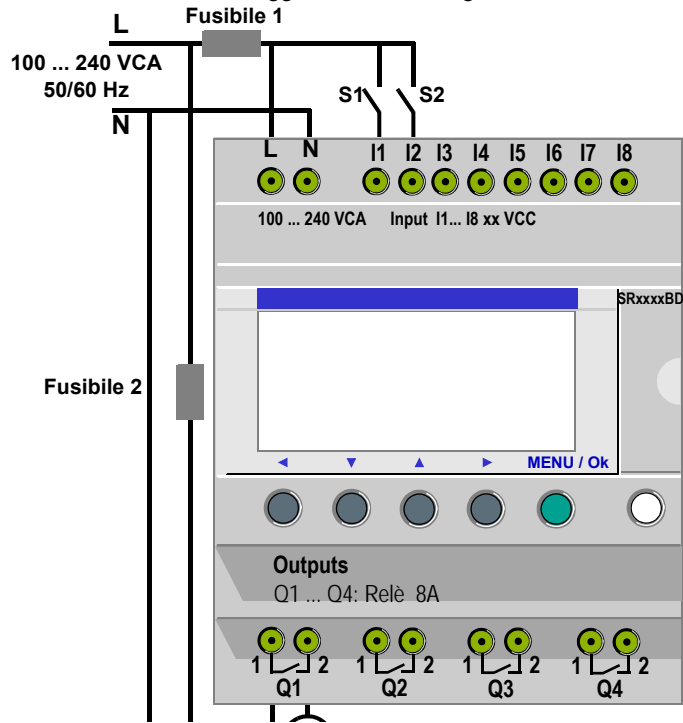 Fusibile 1
L
100 ... 240 VCA
50/60 Hz
S1 S2
N
L N I1 I2 I3 I4 I5 I6 I7 I8
100 ... 240 VCA Input I1... I8 xx VCC
SRxxxxBD
Fusibile 2
MENU / Ok
Outputs
Q1 ... Q4: Relè 8A
1 2 1 2 1 2 1 2
Q1 Q2 Q3 Q4